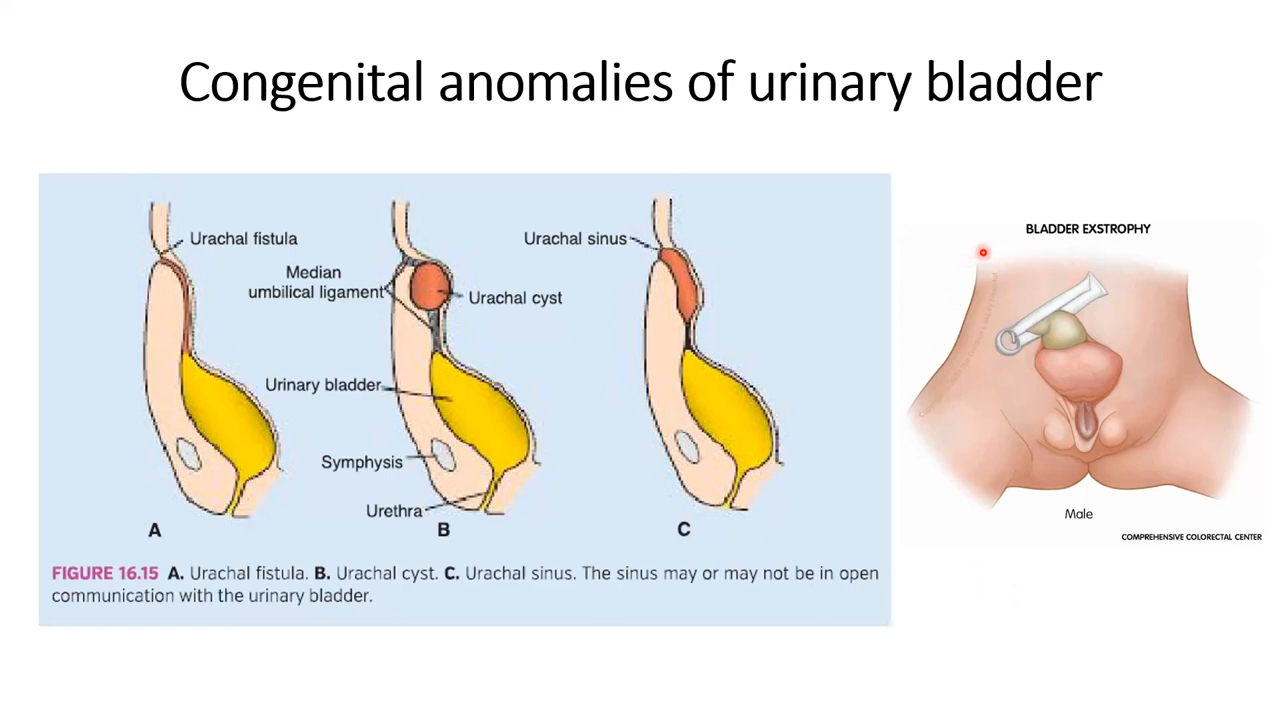 Congenital anomalies of urinary bladder
Urachal fistula
Median
umbilical ligament
Urachal cyst
Urachal sinus
Urinary bladder
Symphysis
Urethra
A
B
C
FIGURE 16.15 A. Urachal fistula. B. Urachal cyst. C. Urachal sinus. The sinus may or may not be in open
communication with the urinary bladder.
BLADDER EXSTROPHY
Male
COMPREHENSIVE COLORECTAL CENTER